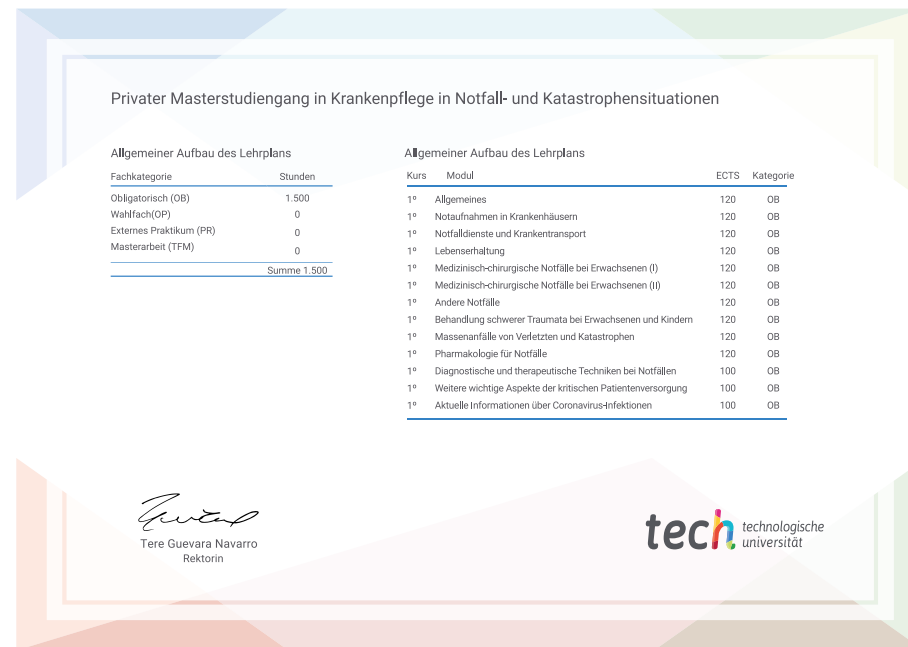 Privater Masterstudiengang in Krankenpflege in Notfall- und Katastrophensituationen
Allgemeiner Aufbau des Lehrplans
Fachkategorie Stunden
Obligatorisch (OB) 1.500
Wahlfach(OP) 0
Externes Praktikum (PR) 0
Masterarbeit (TFM) 0
Summe 1.500
Allgemeiner Aufbau des Lehrplans
Kurs Modul ECTS Kategorie
1º Allgemeines 120 OB
1º Notaufnahmen in Krankenhäusern 120 OB
1º Notfalldienste und Krankentransport 120 OB
1º Lebenserhaltung 120 OB
1º Medizinisch-chirurgische Notfälle bei Erwachsenen (I) 120 OB
1º Medizinisch-chirurgische Notfälle bei Erwachsenen (II) 120 OB
1º Andere Notfälle 120 OB
1º Behandlung schwerer Traumata bei Erwachsenen und Kindern 120 OB
1º Massenanfälle von Verletzten und Katastrophen 120 OB
1º Pharmakologie für Notfälle 120 OB
1º Diagnostische und therapeutische Techniken bei Notfällen 100 OB
1º Weitere wichtige Aspekte der kritischen Patientenversorgung 100 OB
1º Aktuelle Informationen über Coronavirus-Infektionen 100 OB
Tere Guevara Navarro
Rektorin
tech technologische
universität